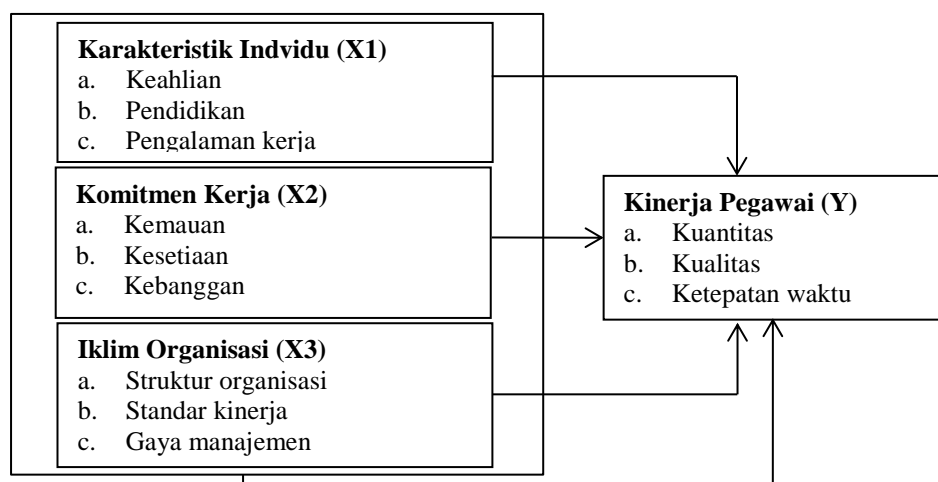 Karakteristik Indvidu (X1)
a. Keahlian
b. Pendidikan
c. Pengalaman kerja
Komitmen Kerja (X2)
a. Kemauan
b. Kesetiaan
c. Kebanggan
Iklim Organisasi (X3)
a. Struktur organisasi
b. Standar kinerja
c. Gaya manajemen
Kinerja Pegawai (Y)
a. Kuantitas
b. Kualitas
c. Ketepatan waktu